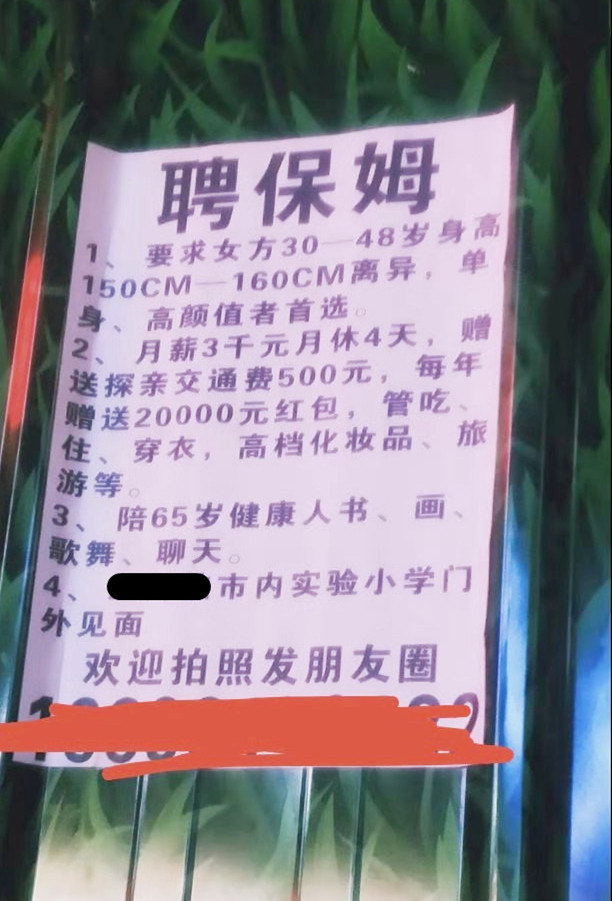 聘保姆
1、要求女方30—48岁身高
150CM—160CM离异，单
身、高颜值者首选。
2、月薪3千元月休4天，赠
送探亲交通费500元，每年
赠送20000元红包，管吃、
住、穿衣，高档化妆品、旅
游等。
3、陪65岁健康人书、画、
歌舞、聊天。
4、市内实验小学门
外见面
欢迎拍照发朋友圈